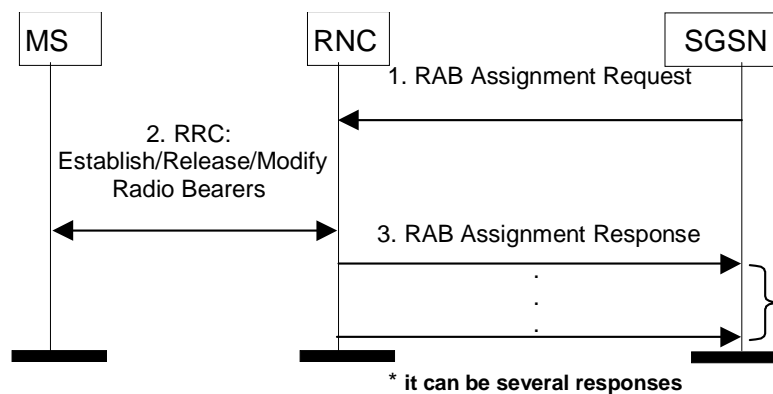 MS
RNC
SGSN
1. RAB Assignment Request
2. RRC:
Establish/Release/Modify
Radio Bearers
3. RAB Assignment Response
.
.
.
* it can be several responses